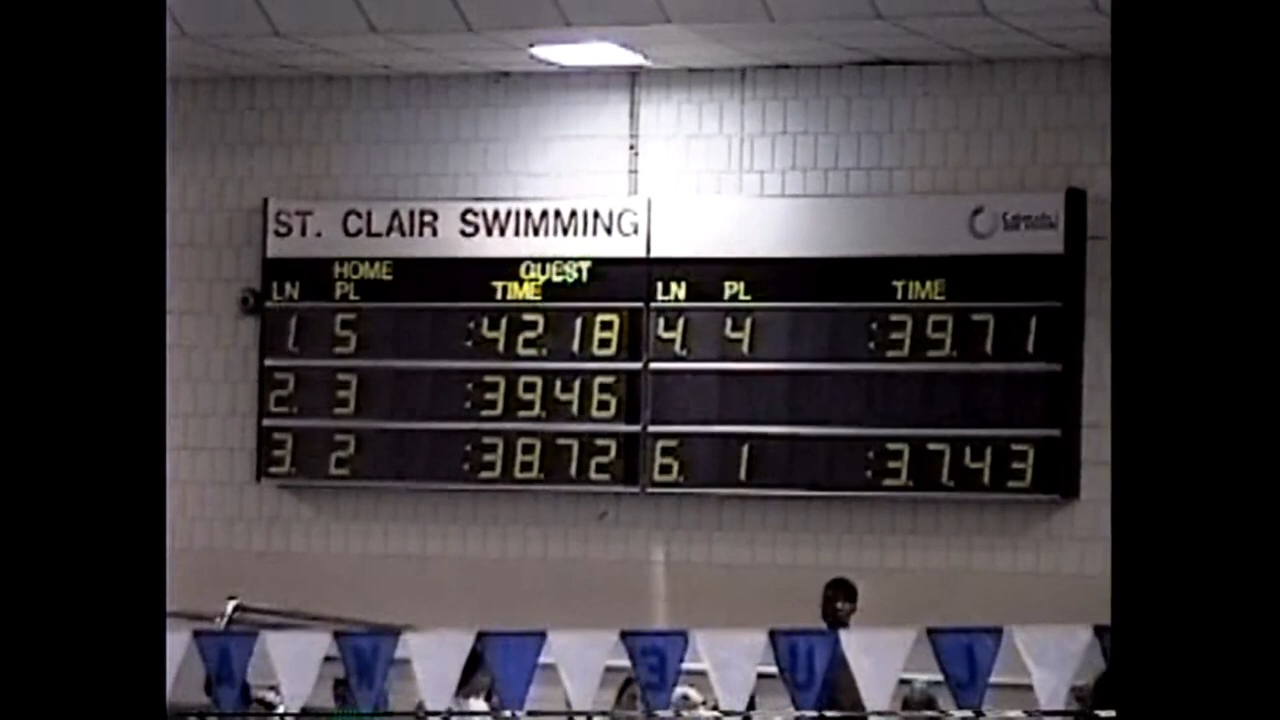 ST. CLAIR SWIMMING
HOME GUEST
LN PL TIME LN PL TIME
1. 5 :42.18 4. 4 :39.71
2. 3 :39.46
3. 2 :38.72 6. 1 :37.43